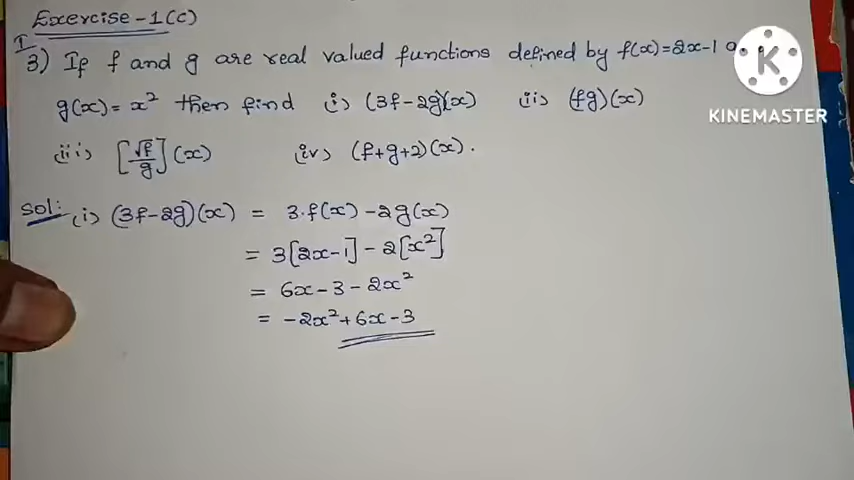 Exercise-1(c)
I
3) If f and g are real valued functions defined by f(x)=2x-1
g(x)= x² then find (i) (3f-2g)(x) (ii) (fg)(x)
(iii) [√f/g](x) (iv) (f+g+2)(x).
Sol: (i) (3f-2g)(x) = 3.f(x) -2g(x)
= 3[2x-1] - 2[x²]
= 6x-3-2x²
= -2x²+6x-3
K
KINEMASTER